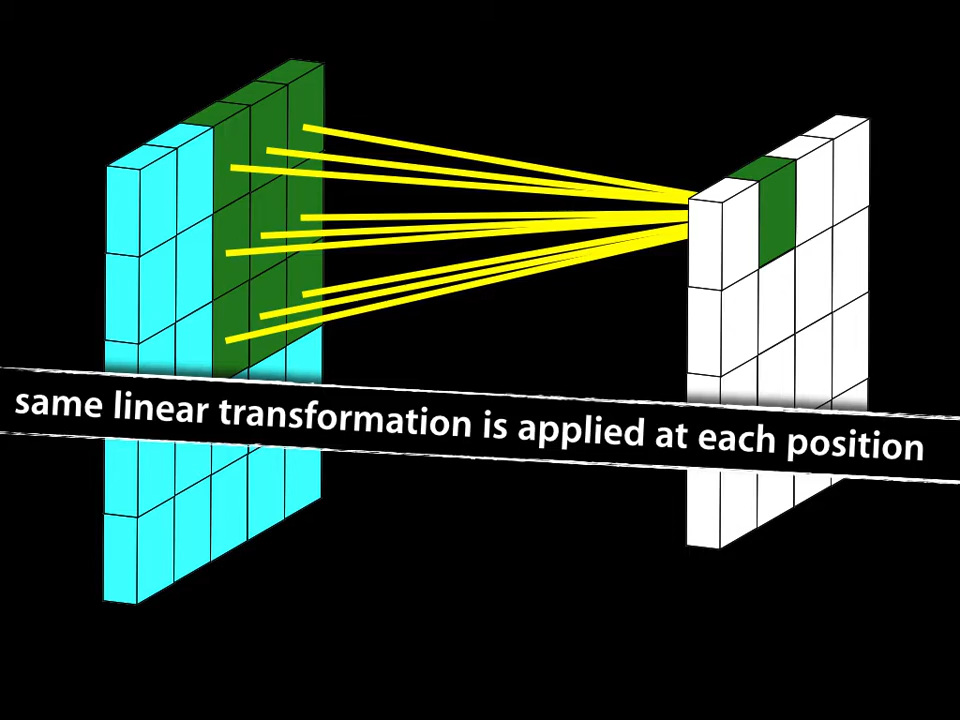 same linear transformation is applied at each position